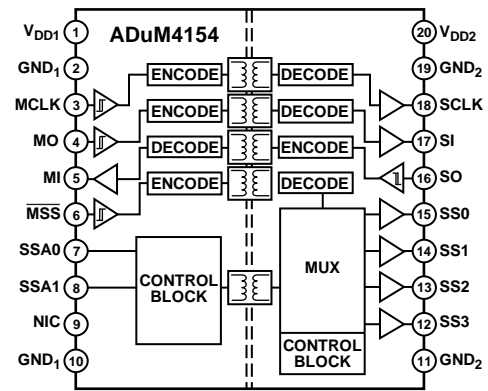 ADuM4154
VDD1 1
20 VDD2
GND1 2
19 GND2
MCLK 3
ENCODE
DECODE
18 SCLK
MO 4
ENCODE
DECODE
17 SI
MI 5
DECODE
ENCODE
16 SO
MSS 6
ENCODE
DECODE
15 SS0
SSA0 7
14 SS1
SSA1 8
CONTROL
BLOCK
MUX
13 SS2
NIC 9
12 SS3
CONTROL
BLOCK
GND1 10
11 GND2